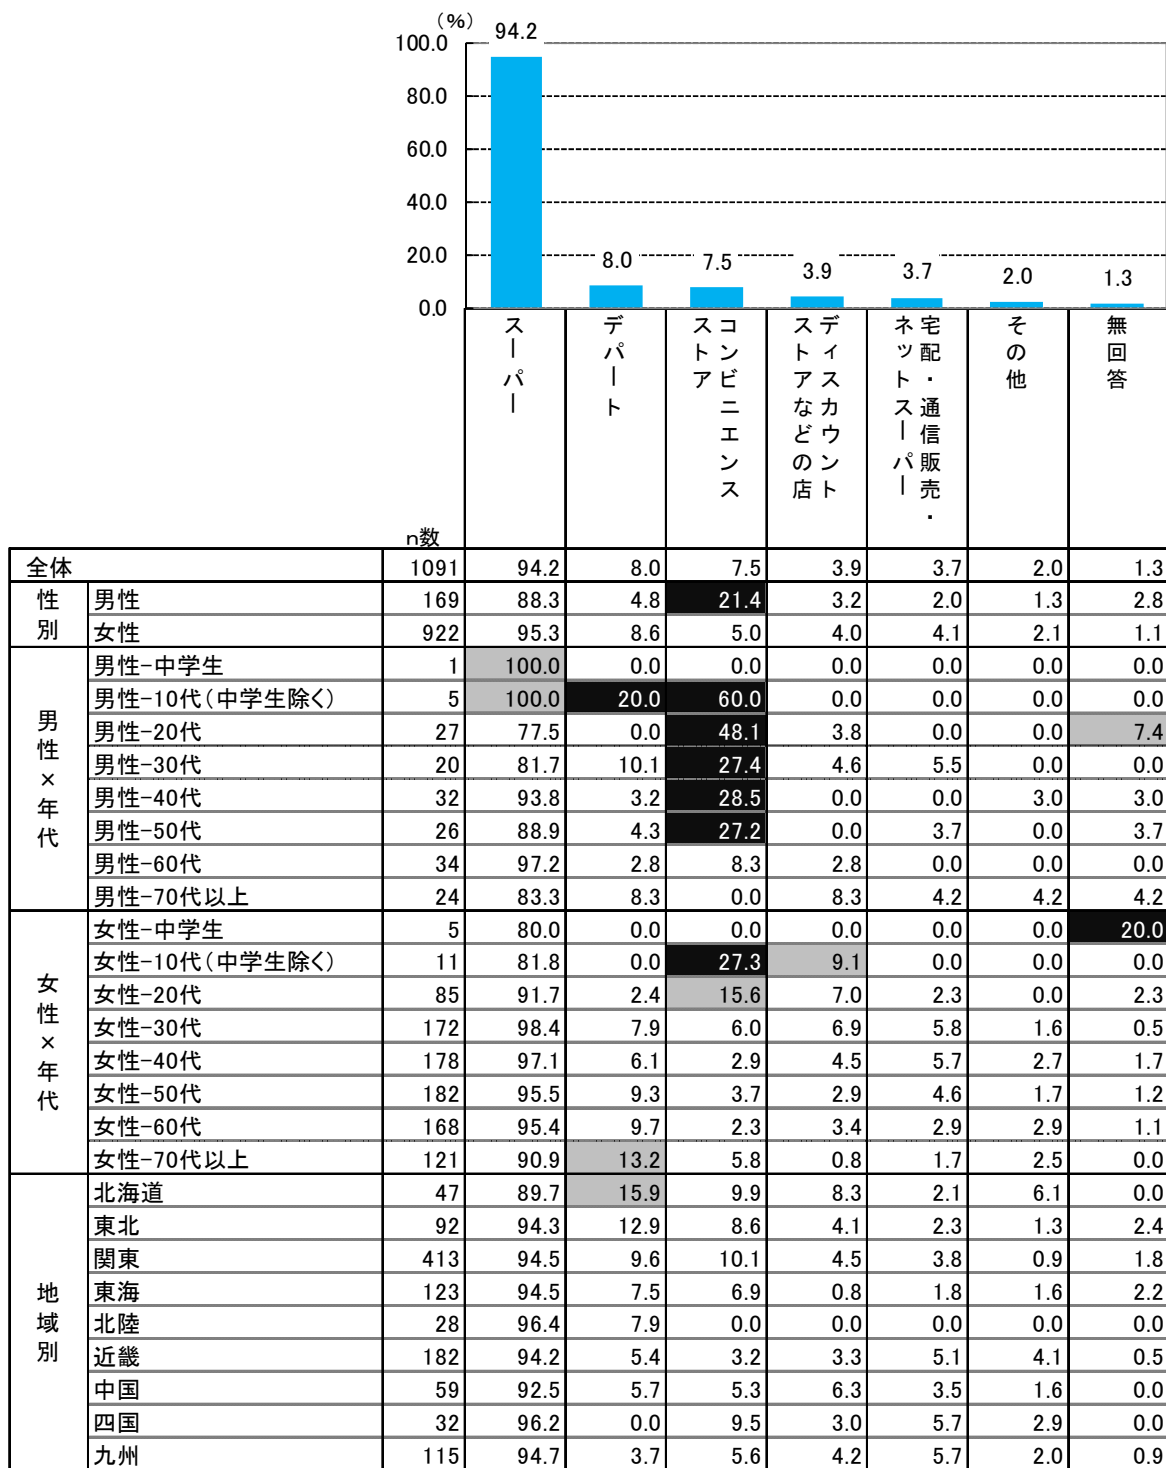 (%)
94.2
100.0
80.0
60.0
40.0
20.0
0.0
8.0
7.5
3.9
3.7
2.0
1.3
スーパー
デパート
コンビニエンス
ストア
ディスカウント
ストアなどの店
宅配・通信販売・
ネットスーパー
その他
無回答
n数
全体 1091 94.2 8.0 7.5 3.9 3.7 2.0 1.3
性別
男性 169 88.3 4.8 21.4 3.2 2.0 1.3 2.8
女性 922 95.3 8.6 5.0 4.0 4.1 2.1 1.1
男性×年代
男性-中学生 1 100.0 0.0 0.0 0.0 0.0 0.0 0.0
男性-10代(中学生除く) 5 100.0 20.0 60.0 0.0 0.0 0.0 0.0
男性-20代 27 77.5 0.0 48.1 3.8 0.0 0.0 7.4
男性-30代 20 81.7 10.1 27.4 4.6 5.5 0.0 0.0
男性-40代 32 93.8 3.2 28.5 0.0 0.0 3.0 3.0
男性-50代 26 88.9 4.3 27.2 0.0 3.7 0.0 3.7
男性-60代 34 97.2 2.8 8.3 2.8 0.0 0.0 0.0
男性-70代以上 24 83.3 8.3 0.0 8.3 4.2 4.2 4.2
女性×年代
女性-中学生 5 80.0 0.0 0.0 0.0 0.0 0.0 20.0
女性-10代(中学生除く) 11 81.8 0.0 27.3 9.1 0.0 0.0 0.0
女性-20代 85 91.7 2.4 15.6 7.0 2.3 0.0 2.3
女性-30代 172 98.4 7.9 6.0 6.9 5.8 1.6 0.5
女性-40代 178 97.1 6.1 2.9 4.5 5.7 2.7 1.7
女性-50代 182 95.5 9.3 3.7 2.9 4.6 1.7 1.2
女性-60代 168 95.4 9.7 2.3 3.4 2.9 2.9 1.1
女性-70代以上 121 90.9 13.2 5.8 0.8 1.7 2.5 0.0
地域別
北海道 47 89.7 15.9 9.9 8.3 2.1 6.1 0.0
東北 92 94.3 12.9 8.6 4.1 2.3 1.3 2.4
関東 413 94.5 9.6 10.1 4.5 3.8 0.9 1.8
東海 123 94.5 7.5 6.9 0.8 1.8 1.6 2.2
北陸 28 96.4 7.9 0.0 0.0 0.0 0.0 0.0
近畿 182 94.2 5.4 3.2 3.3 5.1 4.1 0.5
中国 59 92.5 5.7 5.3 6.3 3.5 1.6 0.0
四国 32 96.2 0.0 9.5 3.0 5.7 2.9 0.0
九州 115 94.7 3.7 5.6 4.2 5.7 2.0 0.9